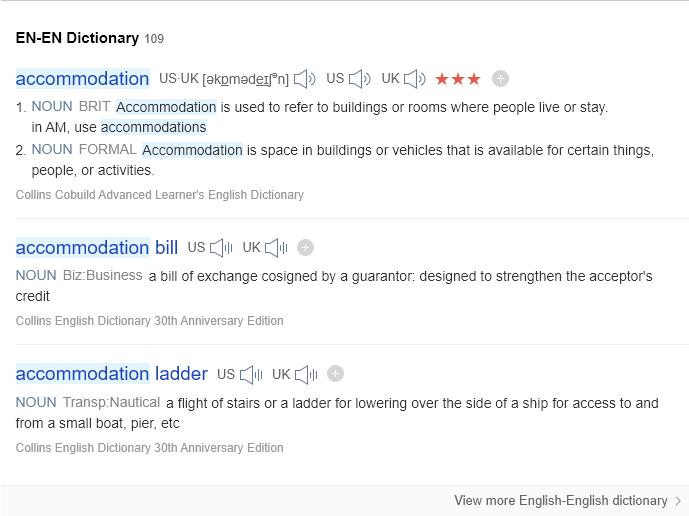 EN-EN Dictionary 109
accommodation US·UK [əkɒmədeɪʃᵊn] US UK
1. NOUN BRIT Accommodation is used to refer to buildings or rooms where people live or stay.
in AM, use accommodations
2. NOUN FORMAL Accommodation is space in buildings or vehicles that is available for certain things,
people, or activities.
Collins Cobuild Advanced Learner's English Dictionary
accommodation bill US UK
NOUN Biz:Business a bill of exchange cosigned by a guarantor: designed to strengthen the acceptor's
credit
Collins English Dictionary 30th Anniversary Edition
accommodation ladder US UK
NOUN Transp:Nautical a flight of stairs or a ladder for lowering over the side of a ship for access to and
from a small boat, pier, etc
Collins English Dictionary 30th Anniversary Edition
View more English-English dictionary